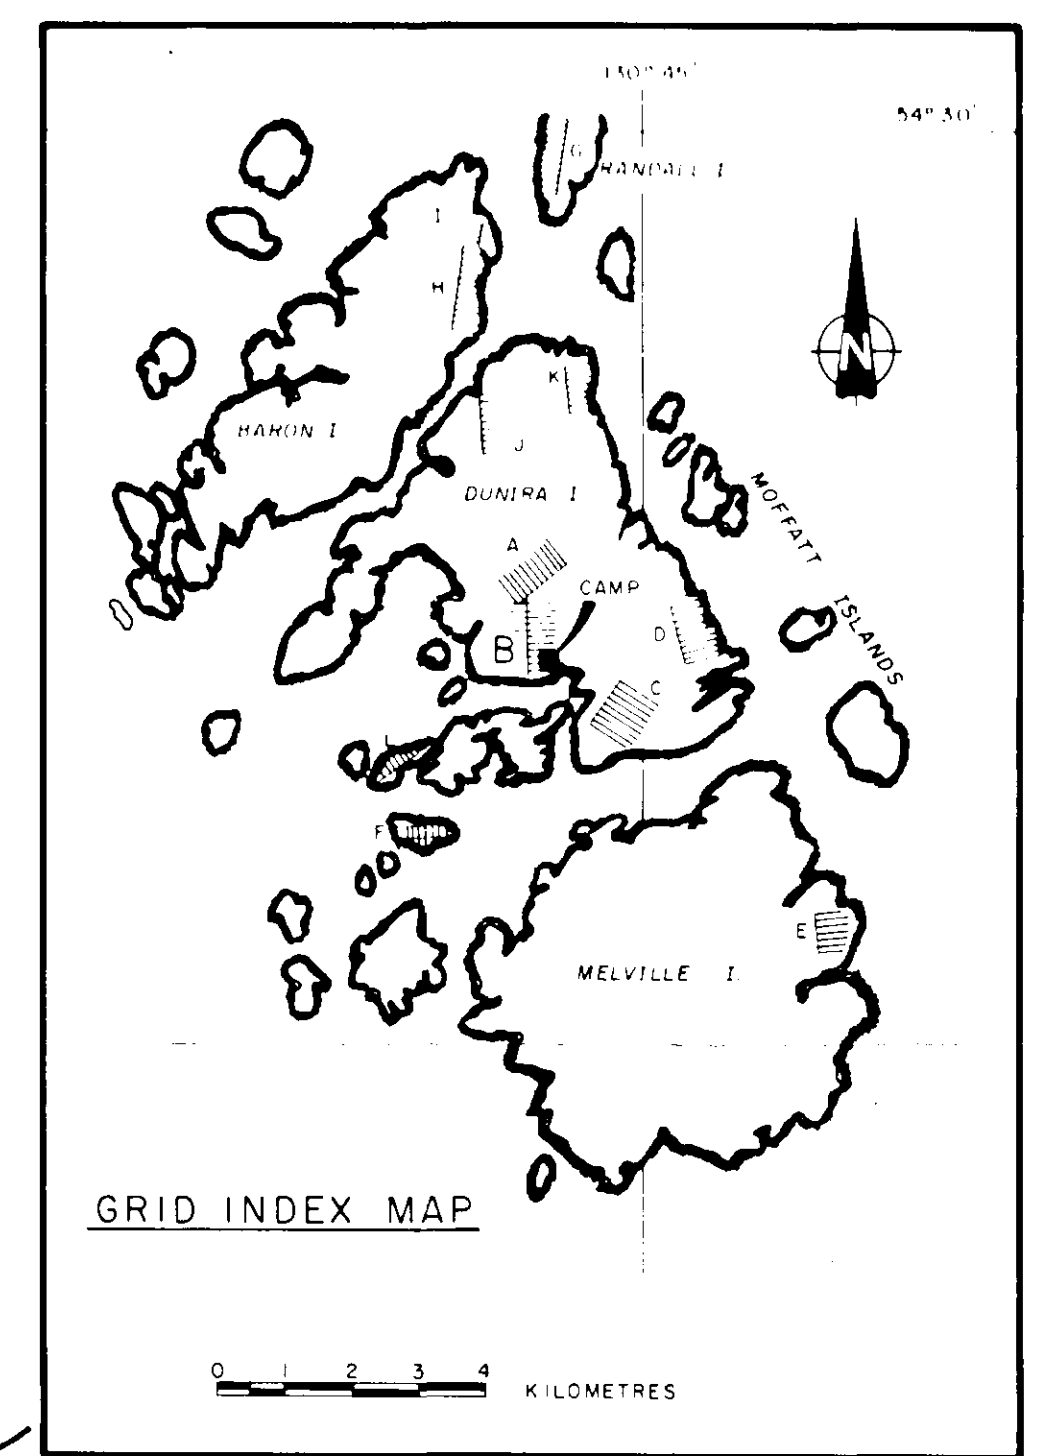 130° 45'
54° 30'
G
RANDALL I
I
H
N
K
BARON I
J
DUNIRA I
MOFFATT ISLANDS
A
CAMP
D
B
C
L
F
E
MELVILLE I.
GRID INDEX MAP
0 1 2 3 4
KILOMETRES